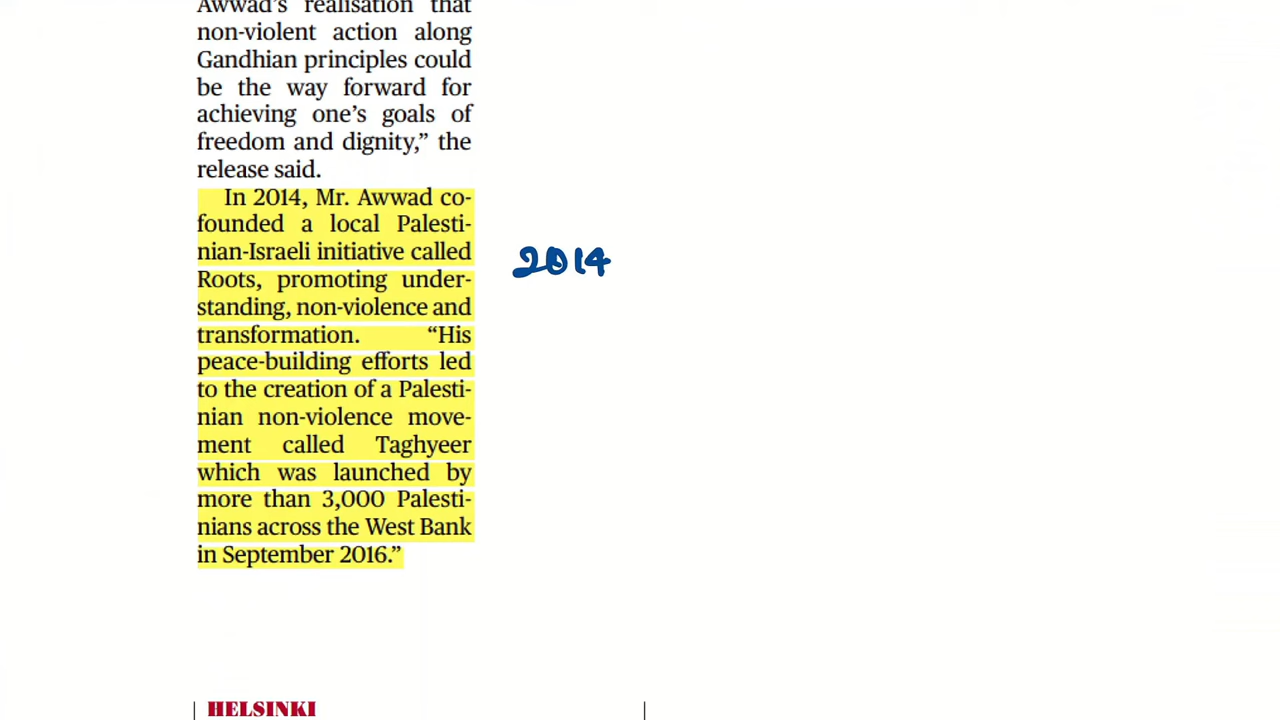 Awwad's realisation that
non-violent action along
Gandhian principles could
be the way forward for
achieving one's goals of
freedom and dignity,” the
release said.
In 2014, Mr. Awwad co-
founded a local Palesti-
nian-Israeli initiative called
Roots, promoting under-
standing, non-violence and
transformation. “His
peace-building efforts led
to the creation of a Palesti-
nian non-violence move-
ment called Taghyeer
which was launched by
more than 3,000 Palesti-
nians across the West Bank
in September 2016.”
2014
HELSINKI